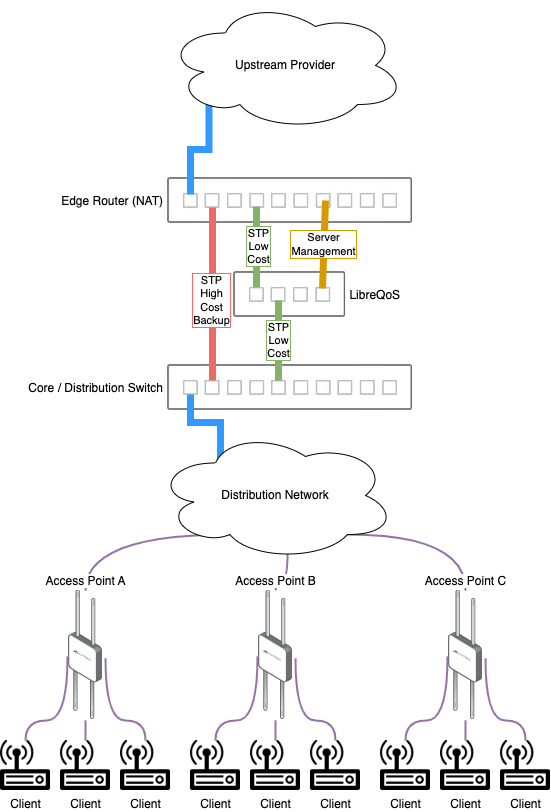 Upstream Provider
Edge Router (NAT)
STP
Low
Cost
Server
Management
STP
High
Cost
Backup
LibreQoS
STP
Low
Cost
Core / Distribution Switch
Distribution Network
Access Point A
Access Point B
Access Point C
Client
Client
Client
Client
Client
Client
Client
Client
Client